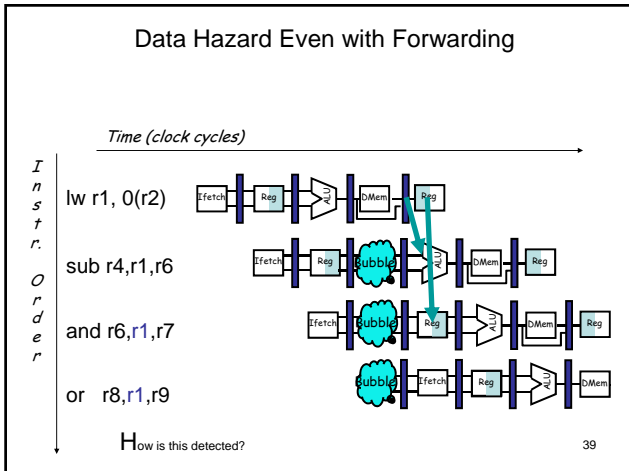 Data Hazard Even with Forwarding
Time (clock cycles)
Instr. Order
lw r1, 0(r2)
Ifetch Reg ALU DMem Reg
sub r4,r1,r6
Ifetch Reg Bubble ALU DMem Reg
and r6,r1,r7
Ifetch Bubble Reg ALU DMem Reg
or r8,r1,r9
Bubble Ifetch Reg ALU DMem
How is this detected?
39